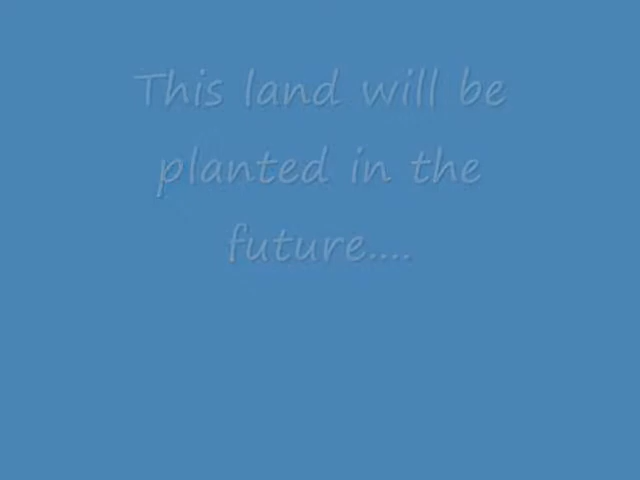 This land will be
planted in the
future....